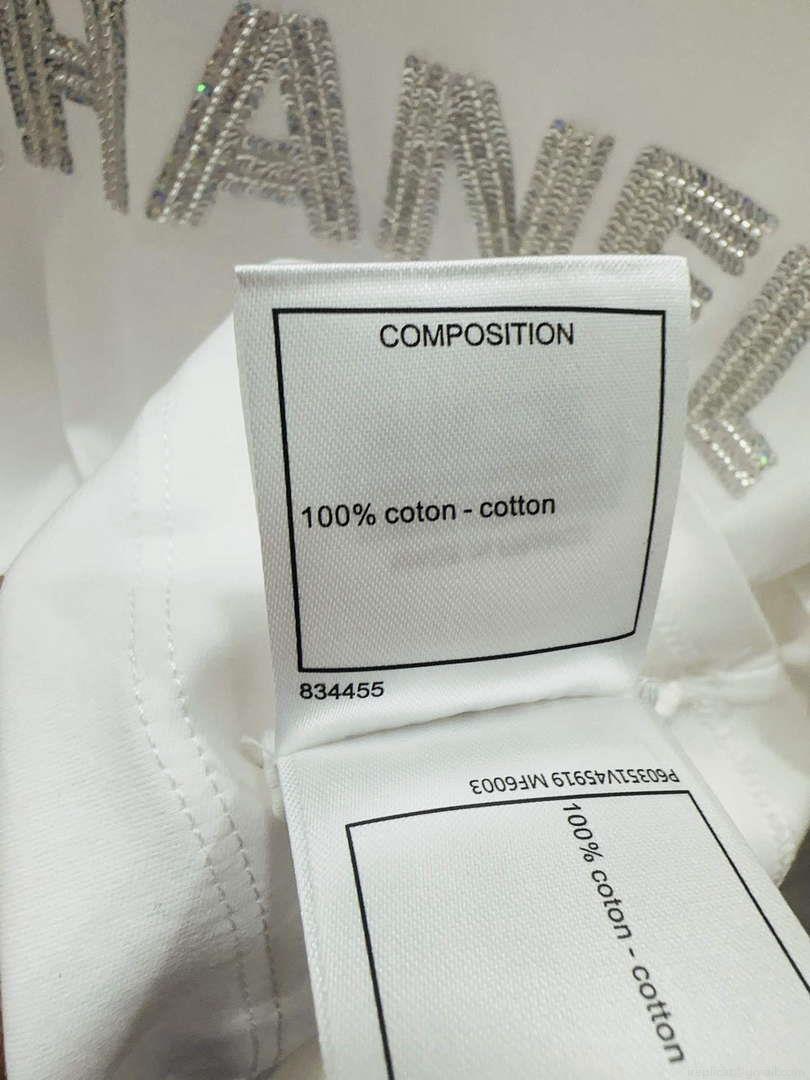 HANEL
COMPOSITION
100% coton - cotton
834455
P60351V45919 MF6003
100% coton - cotton